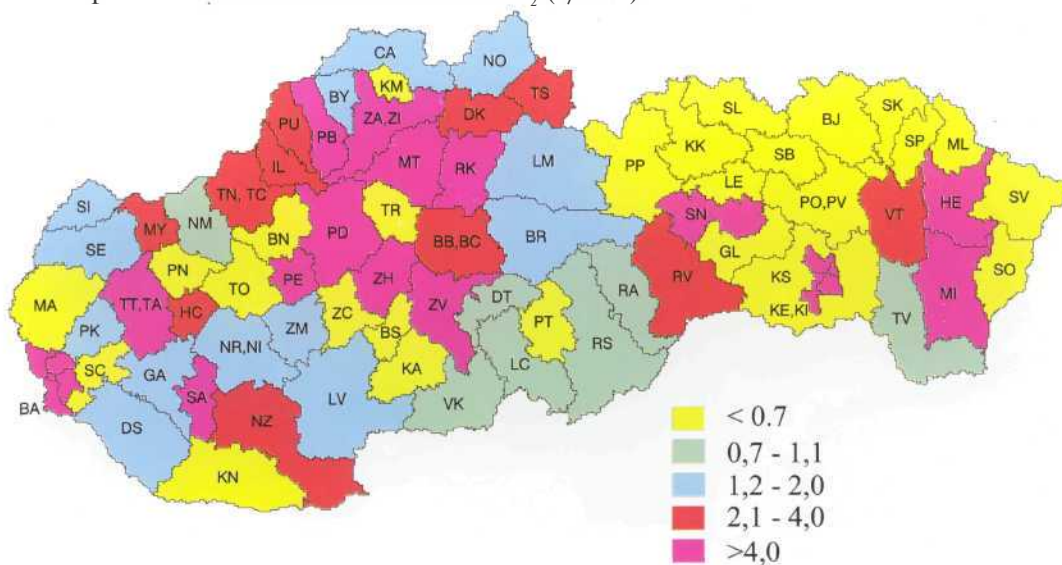 CA
NO
KM
BY
TS
PU
PB
ZA,ZI
DK
SL
BJ
SK
SP
ML
KK
SB
PP
IL
MT
RK
LM
LE
PO,PV
HE
SV
TN, TC
SI
NM
TR
SN
VT
MY
BN
PD
BB,BC
BR
GL
SE
PN
TO
PE
ZH
ZV
RV
KS
SO
MA
TT,TA
HC
ZC
DT
RA
KE,KI
MI
PK
NR,NI
ZM
BS
PT
TV
SC
GA
KA
LC
RS
BA
SA
LV
VK
DS
NZ
KN
< 0.7
0,7 - 1,1
1,2 - 2,0
2,1 - 4,0
>4,0